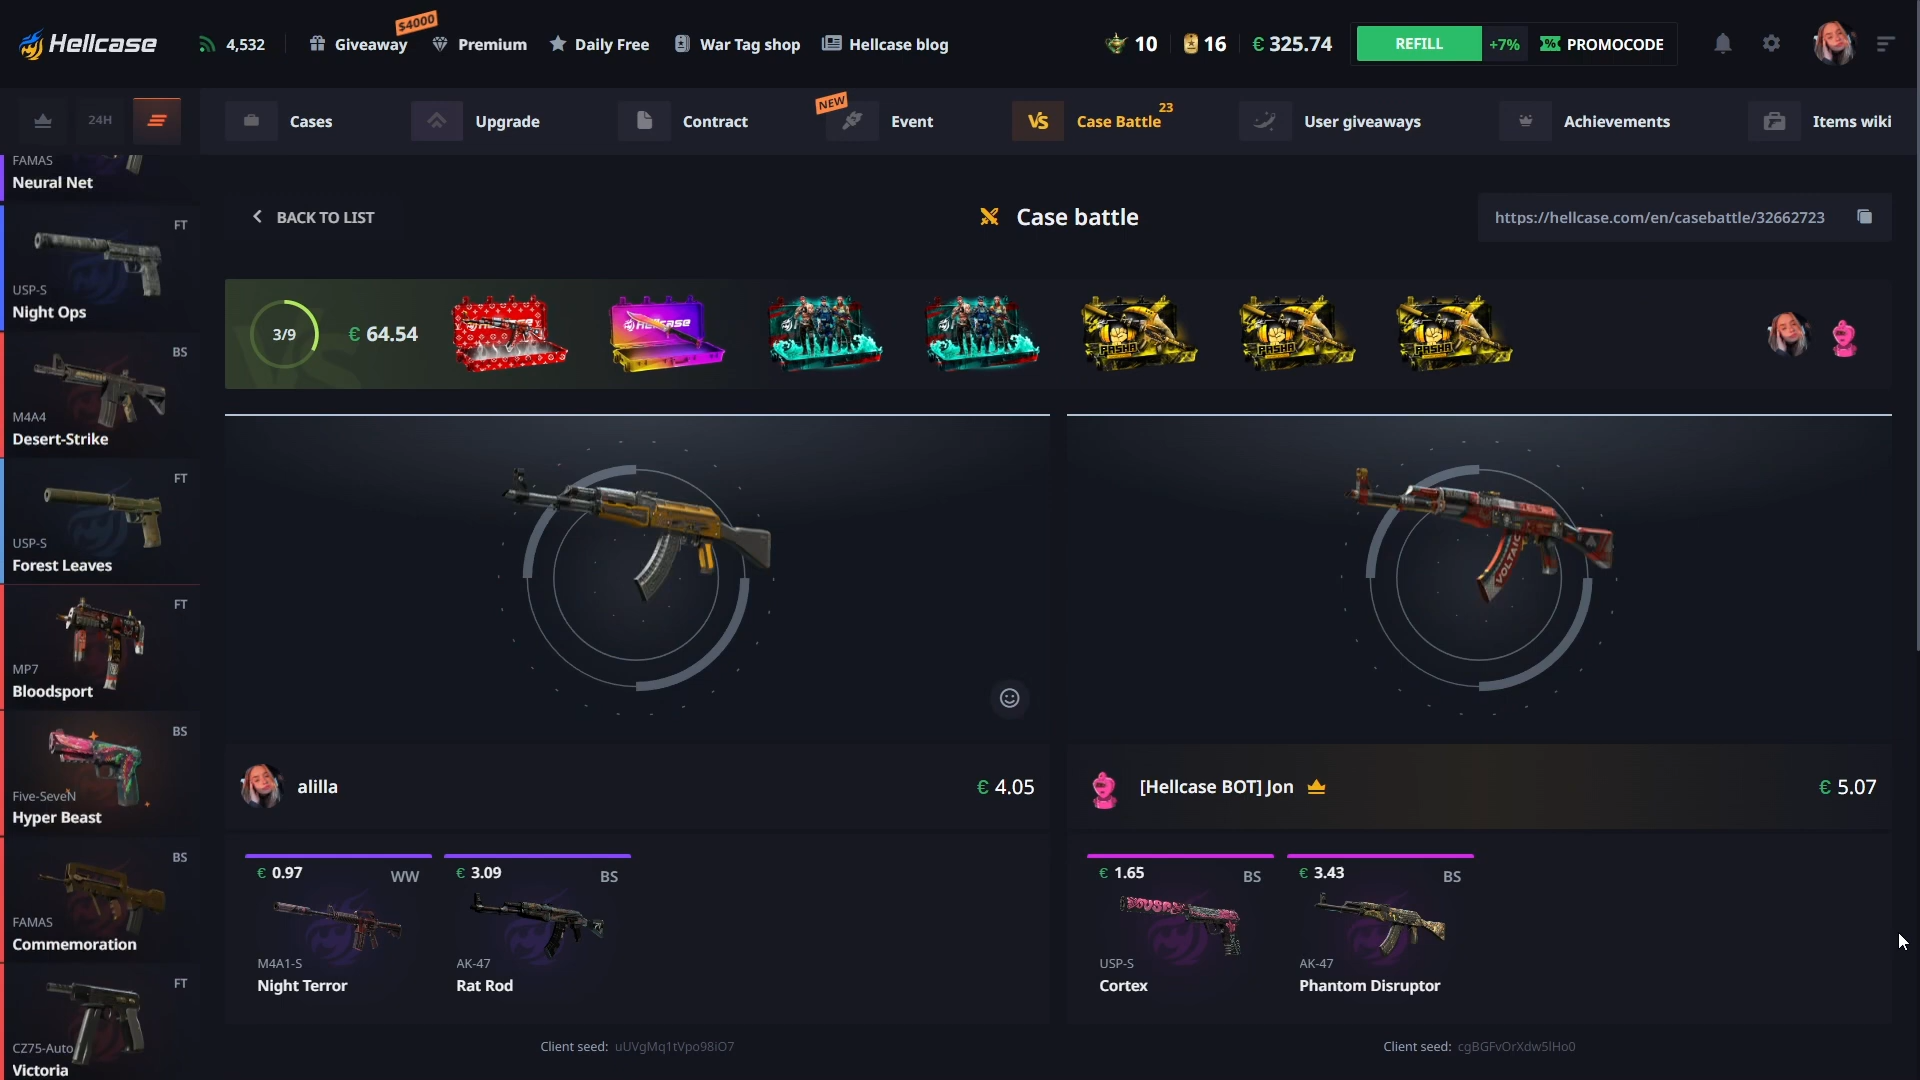 Hellcase
4,532
Giveaway
$4000
Premium
Daily Free
War Tag shop
Hellcase blog
10
16
€ 325.74
REFILL
+7%
% PROMOCODE
24H
Cases
Upgrade
Contract
NEW
Event
VS
Case Battle
23
User giveaways
Achievements
Items wiki
FAMAS
Neural Net
FT
USP-S
Night Ops
BS
M4A4
Desert-Strike
FT
USP-S
Forest Leaves
FT
MP7
Bloodsport
BS
Five-SeveN
Hyper Beast
BS
FAMAS
Commemoration
FT
CZ75-Auto
Victoria
BACK TO LIST
Case battle
https://hellcase.com/en/casebattle/32662723
3/9
€ 64.54
Hellcase
PASHA
PASHA
PASHA
VOLTAIC
alilla
€ 4.05
[Hellcase BOT] Jon
€ 5.07
€ 0.97
WW
M4A1-S
Night Terror
€ 3.09
BS
AK-47
Rat Rod
€ 1.65
BS
USP-S
Cortex
€ 3.43
BS
AK-47
Phantom Disruptor
Client seed: uUVgMq1tVpo98iO7
Client seed: cgBGFvOrXdw5lHo0